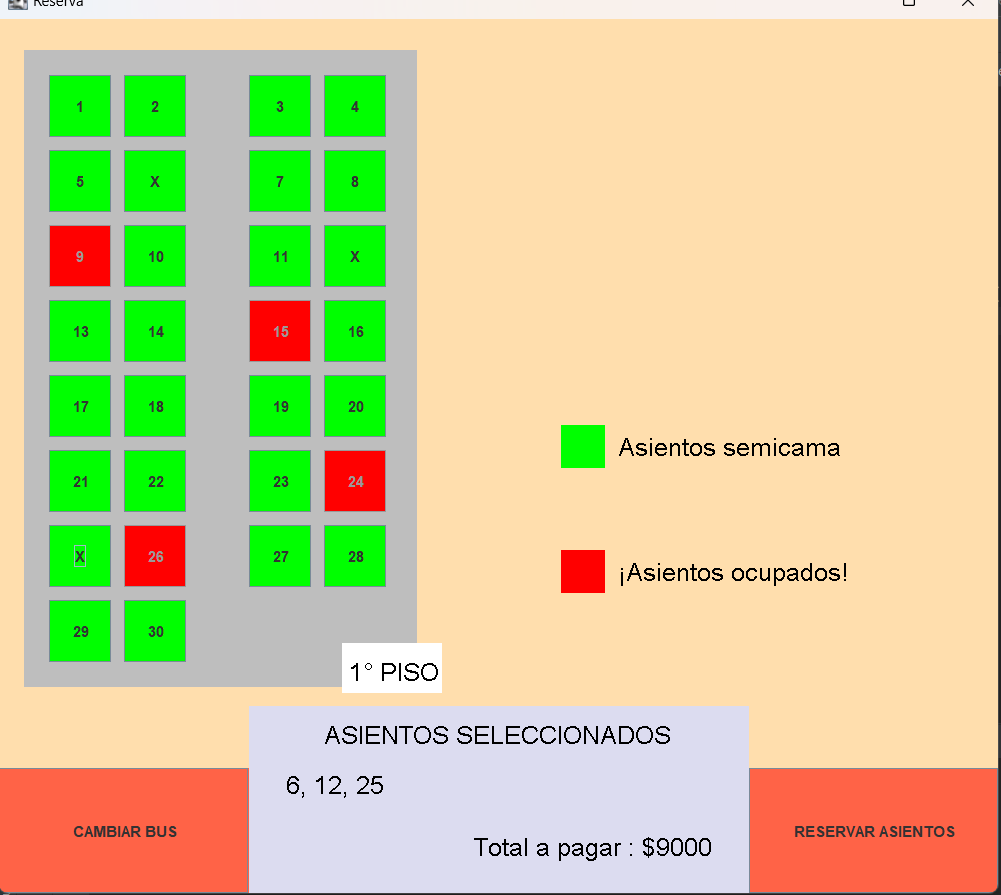 Reserva
1 2 3 4
5 X 7 8
9 10 11 X
13 14 15 16
17 18 19 20
21 22 23 24
X 26 27 28
29 30
Asientos semicama
¡Asientos ocupados!
1° PISO
ASIENTOS SELECCIONADOS
6, 12, 25
Total a pagar : $9000
CAMBIAR BUS
RESERVAR ASIENTOS